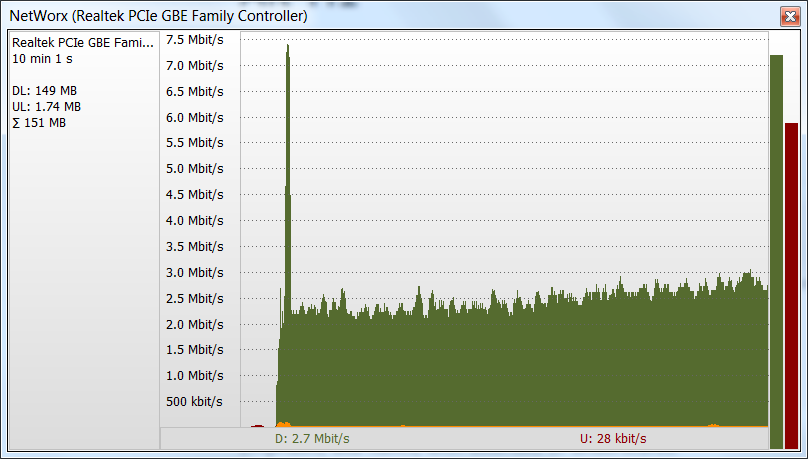 NetWorx (Realtek PCIe GBE Family Controller)
Realtek PCIe GBE Fami...
10 min 1 s
DL: 149 MB
UL: 1.74 MB
Σ 151 MB
7.5 Mbit/s
7.0 Mbit/s
6.5 Mbit/s
6.0 Mbit/s
5.5 Mbit/s
5.0 Mbit/s
4.5 Mbit/s
4.0 Mbit/s
3.5 Mbit/s
3.0 Mbit/s
2.5 Mbit/s
2.0 Mbit/s
1.5 Mbit/s
1.0 Mbit/s
500 kbit/s
D: 2.7 Mbit/s
U: 28 kbit/s